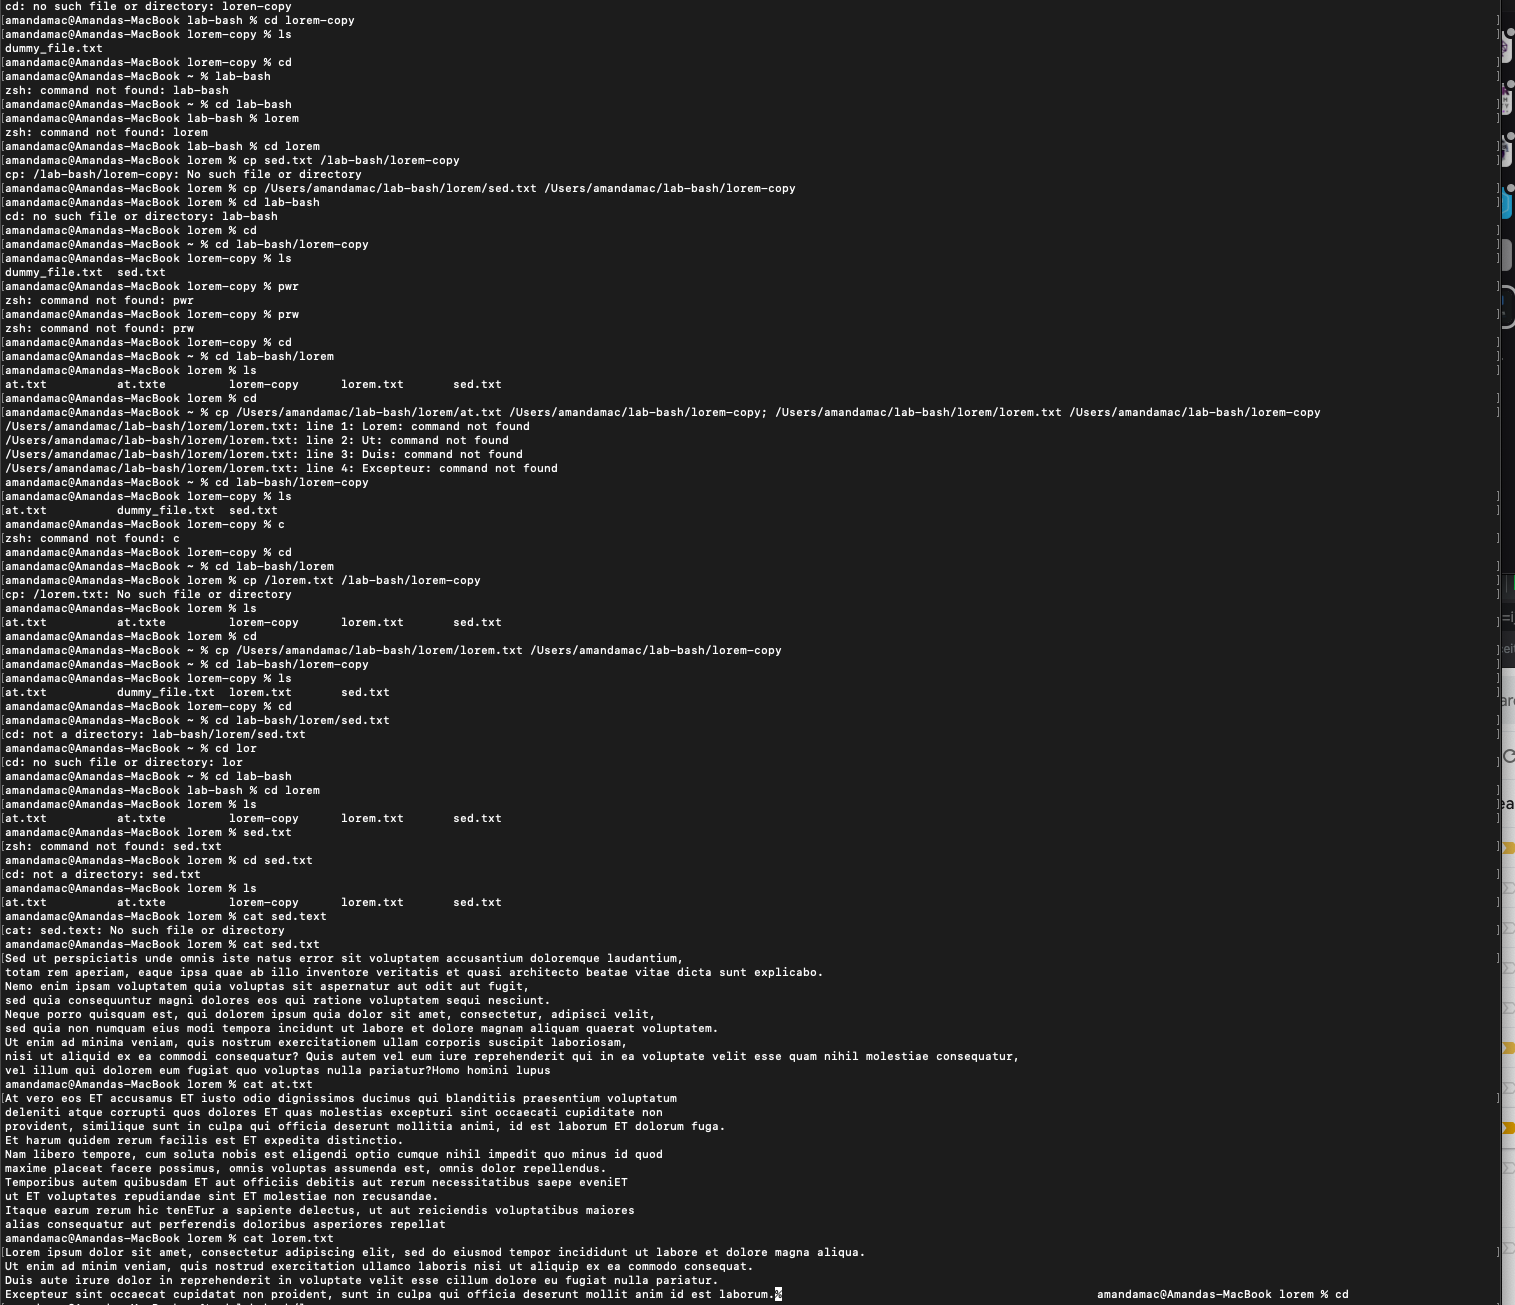 cd: no such file or directory: loren-copy
[amandamac@Amandas-MacBook lab-bash % cd lorem-copy ]
[amandamac@Amandas-MacBook lorem-copy % ls ]
dummy_file.txt
[amandamac@Amandas-MacBook lorem-copy % cd ]
[amandamac@Amandas-MacBook ~ % lab-bash ]
zsh: command not found: lab-bash
[amandamac@Amandas-MacBook ~ % cd lab-bash ]
[amandamac@Amandas-MacBook lab-bash % lorem ]
zsh: command not found: lorem
[amandamac@Amandas-MacBook lab-bash % cd lorem ]
[amandamac@Amandas-MacBook lorem % cp sed.txt /lab-bash/lorem-copy ]
cp: /lab-bash/lorem-copy: No such file or directory
[amandamac@Amandas-MacBook lorem % cp /Users/amandamac/lab-bash/lorem/sed.txt /Users/amandamac/lab-bash/lorem-copy ]
[amandamac@Amandas-MacBook lorem % cd lab-bash ]
cd: no such file or directory: lab-bash
[amandamac@Amandas-MacBook lorem % cd ]
[amandamac@Amandas-MacBook ~ % cd lab-bash/lorem-copy ]
[amandamac@Amandas-MacBook lorem-copy % ls ]
dummy_file.txt  sed.txt
[amandamac@Amandas-MacBook lorem-copy % pwr ]
zsh: command not found: pwr
[amandamac@Amandas-MacBook lorem-copy % prw ]
zsh: command not found: prw
[amandamac@Amandas-MacBook lorem-copy % cd ]
[amandamac@Amandas-MacBook ~ % cd lab-bash/lorem ]
[amandamac@Amandas-MacBook lorem % ls ]
at.txt          at.txte         lorem-copy      lorem.txt       sed.txt
[amandamac@Amandas-MacBook lorem % cd ]
[amandamac@Amandas-MacBook ~ % cp /Users/amandamac/lab-bash/lorem/at.txt /Users/amandamac/lab-bash/lorem-copy; /Users/amandamac/lab-bash/lorem/lorem.txt /Users/amandamac/lab-bash/lorem-copy ]
/Users/amandamac/lab-bash/lorem/lorem.txt: line 1: Lorem: command not found
/Users/amandamac/lab-bash/lorem/lorem.txt: line 2: Ut: command not found
/Users/amandamac/lab-bash/lorem/lorem.txt: line 3: Duis: command not found
/Users/amandamac/lab-bash/lorem/lorem.txt: line 4: Excepteur: command not found
amandamac@Amandas-MacBook ~ % cd lab-bash/lorem-copy
[amandamac@Amandas-MacBook lorem-copy % ls ]
[at.txt          dummy_file.txt  sed.txt ]
amandamac@Amandas-MacBook lorem-copy % c
[zsh: command not found: c ]
amandamac@Amandas-MacBook lorem-copy % cd
[amandamac@Amandas-MacBook ~ % cd lab-bash/lorem ]
[amandamac@Amandas-MacBook lorem % cp /lorem.txt /lab-bash/lorem-copy ]
[cp: /lorem.txt: No such file or directory ]
amandamac@Amandas-MacBook lorem % ls
[at.txt          at.txte         lorem-copy      lorem.txt       sed.txt ]
amandamac@Amandas-MacBook lorem % cd
[amandamac@Amandas-MacBook ~ % cp /Users/amandamac/lab-bash/lorem/lorem.txt /Users/amandamac/lab-bash/lorem-copy ]
[amandamac@Amandas-MacBook ~ % cd lab-bash/lorem-copy ]
[amandamac@Amandas-MacBook lorem-copy % ls ]
[at.txt          dummy_file.txt  lorem.txt       sed.txt ]
amandamac@Amandas-MacBook lorem-copy % cd
[amandamac@Amandas-MacBook ~ % cd lab-bash/lorem/sed.txt ]
[cd: not a directory: lab-bash/lorem/sed.txt ]
amandamac@Amandas-MacBook ~ % cd lor
[cd: no such file or directory: lor ]
amandamac@Amandas-MacBook ~ % cd lab-bash
[amandamac@Amandas-MacBook lab-bash % cd lorem ]
[amandamac@Amandas-MacBook lorem % ls ]
[at.txt          at.txte         lorem-copy      lorem.txt       sed.txt ]
amandamac@Amandas-MacBook lorem % sed.txt
[zsh: command not found: sed.txt ]
amandamac@Amandas-MacBook lorem % cd sed.txt
[cd: not a directory: sed.txt ]
amandamac@Amandas-MacBook lorem % ls
[at.txt          at.txte         lorem-copy      lorem.txt       sed.txt ]
amandamac@Amandas-MacBook lorem % cat sed.text
[cat: sed.text: No such file or directory ]
amandamac@Amandas-MacBook lorem % cat sed.txt
[Sed ut perspiciatis unde omnis iste natus error sit voluptatem accusantium doloremque laudantium, ]
totam rem aperiam, eaque ipsa quae ab illo inventore veritatis et quasi architecto beatae vitae dicta sunt explicabo.
Nemo enim ipsam voluptatem quia voluptas sit aspernatur aut odit aut fugit,
sed quia consequuntur magni dolores eos qui ratione voluptatem sequi nesciunt.
Neque porro quisquam est, qui dolorem ipsum quia dolor sit amet, consectetur, adipisci velit,
sed quia non numquam eius modi tempora incidunt ut labore et dolore magnam aliquam quaerat voluptatem.
Ut enim ad minima veniam, quis nostrum exercitationem ullam corporis suscipit laboriosam,
nisi ut aliquid ex ea commodi consequatur? Quis autem vel eum iure reprehenderit qui in ea voluptate velit esse quam nihil molestiae consequatur,
vel illum qui dolorem eum fugiat quo voluptas nulla pariatur?Homo homini lupus
amandamac@Amandas-MacBook lorem % cat at.txt
[At vero eos ET accusamus ET iusto odio dignissimos ducimus qui blanditiis praesentium voluptatum ]
deleniti atque corrupti quos dolores ET quas molestias excepturi sint occaecati cupiditate non
provident, similique sunt in culpa qui officia deserunt mollitia animi, id est laborum ET dolorum fuga.
Et harum quidem rerum facilis est ET expedita distinctio.
Nam libero tempore, cum soluta nobis est eligendi optio cumque nihil impedit quo minus id quod
maxime placeat facere possimus, omnis voluptas assumenda est, omnis dolor repellendus.
Temporibus autem quibusdam ET aut officiis debitis aut rerum necessitatibus saepe eveniET
ut ET voluptates repudiandae sint ET molestiae non recusandae.
Itaque earum rerum hic tenETur a sapiente delectus, ut aut reiciendis voluptatibus maiores
alias consequatur aut perferendis doloribus asperiores repellat
amandamac@Amandas-MacBook lorem % cat lorem.txt
[Lorem ipsum dolor sit amet, consectetur adipiscing elit, sed do eiusmod tempor incididunt ut labore et dolore magna aliqua. ]
Ut enim ad minim veniam, quis nostrud exercitation ullamco laboris nisi ut aliquip ex ea commodo consequat.
Duis aute irure dolor in reprehenderit in voluptate velit esse cillum dolore eu fugiat nulla pariatur.
Excepteur sint occaecat cupidatat non proident, sunt in culpa qui officia deserunt mollit anim id est laborum.% amandamac@Amandas-MacBook lorem % cd